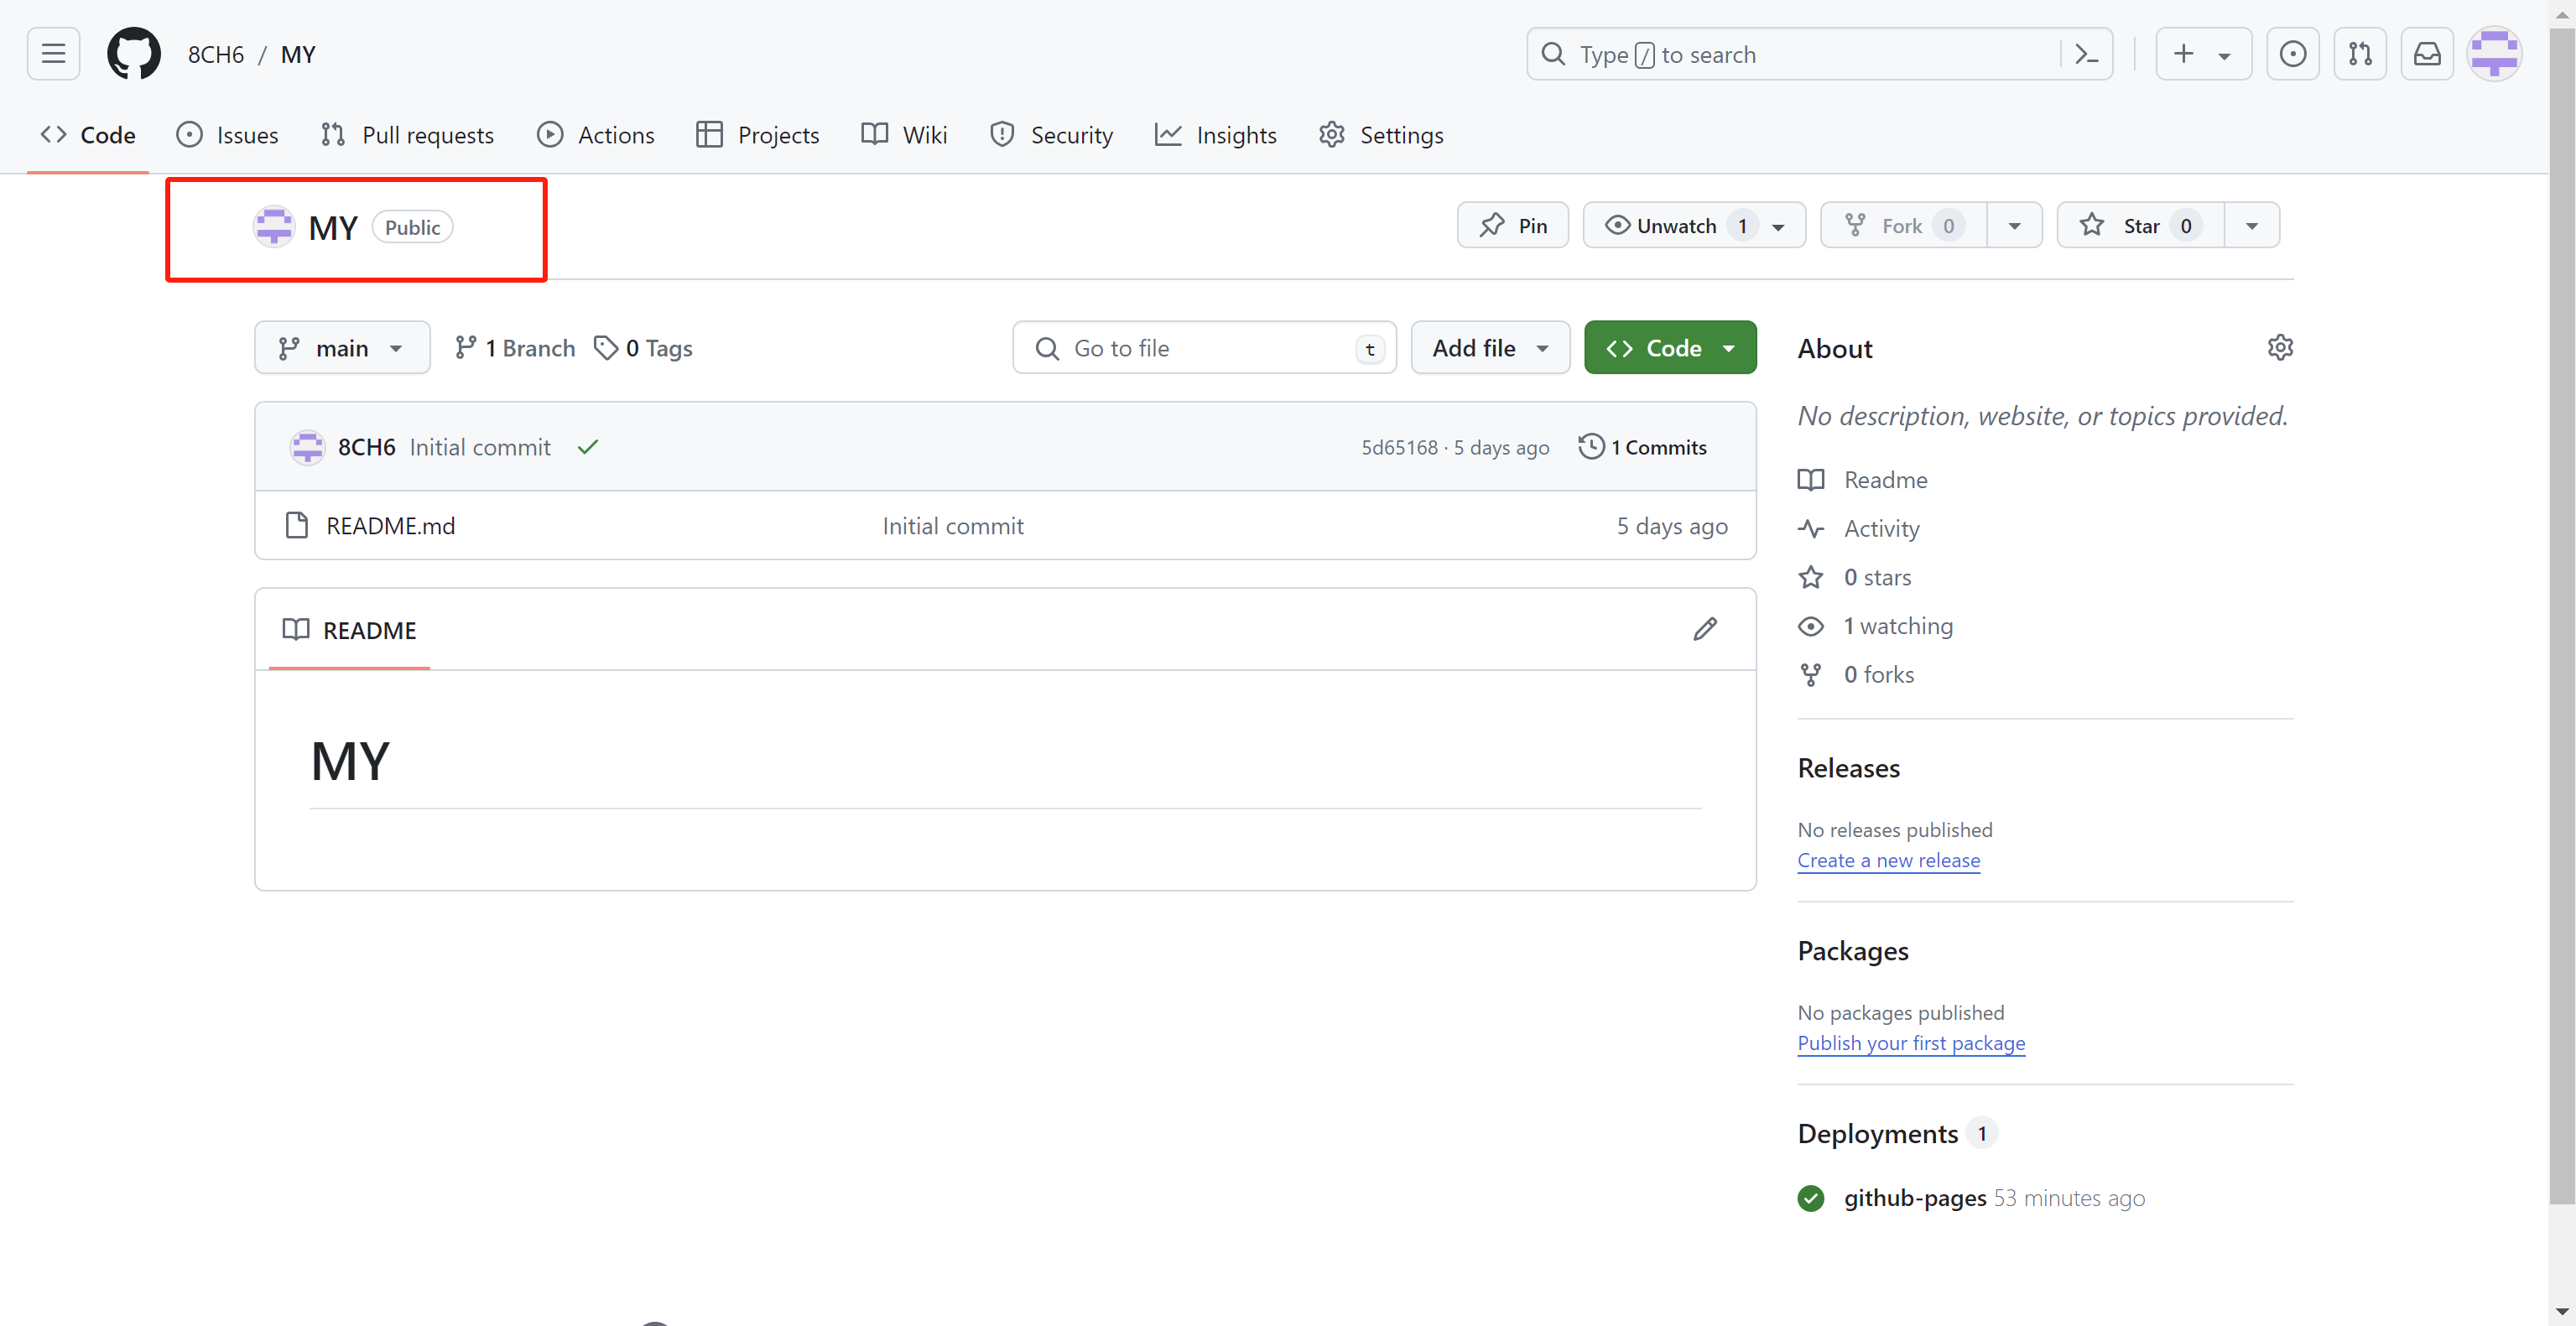 8CH6 / MY
Type / to search
Code Issues Pull requests Actions Projects Wiki Security Insights Settings
MY Public
Pin Unwatch 1 Fork 0 Star 0
main 1 Branch 0 Tags
Go to file t Add file Code
8CH6 Initial commit 5d65168 · 5 days ago 1 Commits
README.md Initial commit 5 days ago
README
MY
About
No description, website, or topics provided.
Readme
Activity
0 stars
1 watching
0 forks
Releases
No releases published
Create a new release
Packages
No packages published
Publish your first package
Deployments 1
github-pages 53 minutes ago